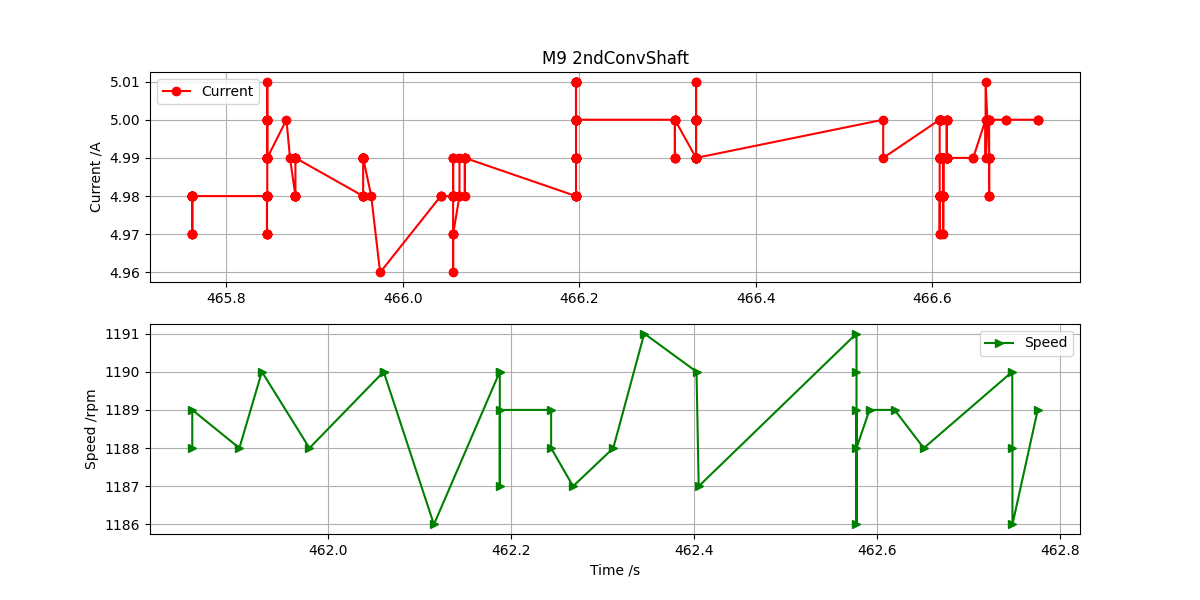 M9 2ndConvShaft
Current
Current /A
5.01
5.00
4.99
4.98
4.97
4.96
465.8 466.0 466.2 466.4 466.6
Speed
Speed /rpm
1191
1190
1189
1188
1187
1186
462.0 462.2 462.4 462.6 462.8
Time /s